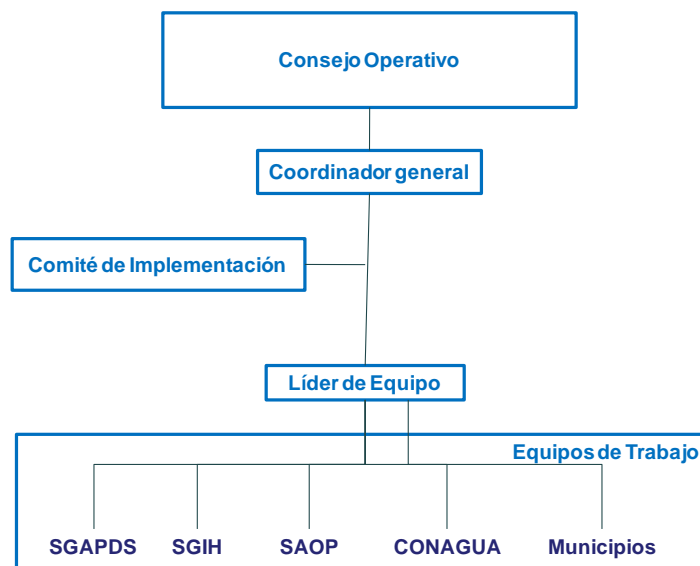 Consejo Operativo
Coordinador general
Comité de Implementación
Líder de Equipo
Equipos de Trabajo
SGAPDS SGIH SAOP CONAGUA Municipios